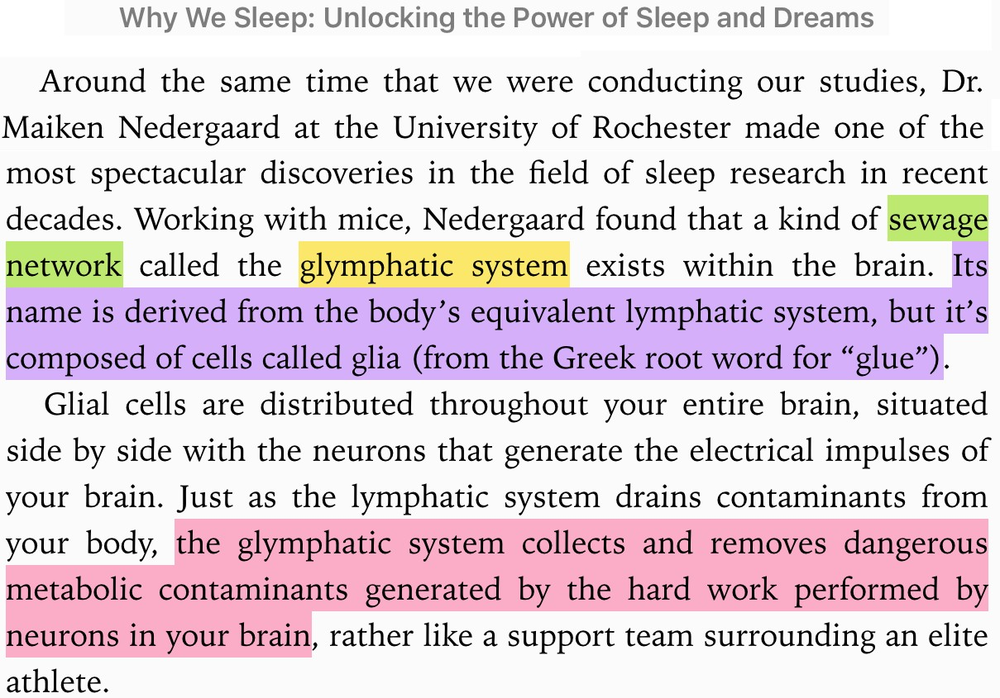 Why We Sleep: Unlocking the Power of Sleep and Dreams
Around the same time that we were conducting our studies, Dr.
Maiken Nedergaard at the University of Rochester made one of the
most spectacular discoveries in the field of sleep research in recent
decades. Working with mice, Nedergaard found that a kind of sewage
network called the glymphatic system exists within the brain. Its
name is derived from the body’s equivalent lymphatic system, but it’s
composed of cells called glia (from the Greek root word for “glue”).
Glial cells are distributed throughout your entire brain, situated
side by side with the neurons that generate the electrical impulses of
your brain. Just as the lymphatic system drains contaminants from
your body, the glymphatic system collects and removes dangerous
metabolic contaminants generated by the hard work performed by
neurons in your brain, rather like a support team surrounding an elite
athlete.